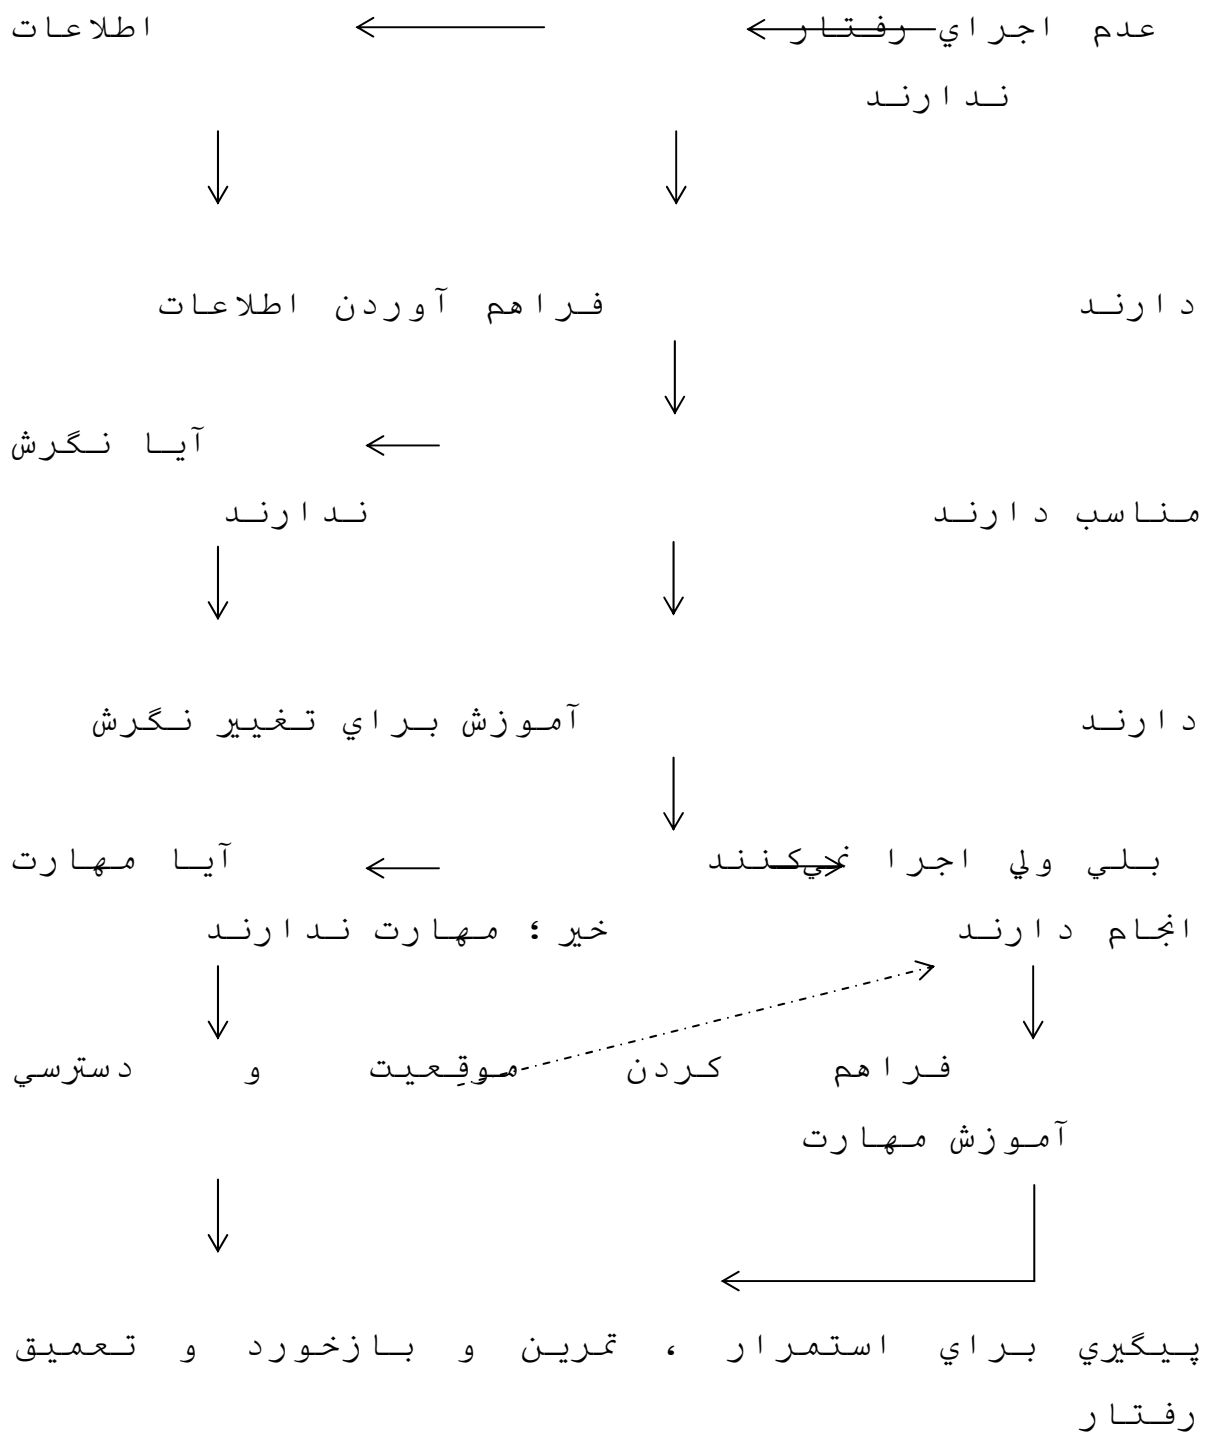 عدم اجراي رفتار اطلاعات
ندارند
دارند فراهم آوردن اطلاعات
آيا نگرش
مناسب دارند ندارند
دارند آموزش براي تغيير نگرش
بلي ولي اجرا نمي‌کنند آيا مهارت
انجام دارند خير ؛ مهارت ندارند
فراهم کردن موقعيت و دسترسي
آموزش مهارت
پيگيري براي استمرار ، تمرين و بازخورد و تعميق
رفتار